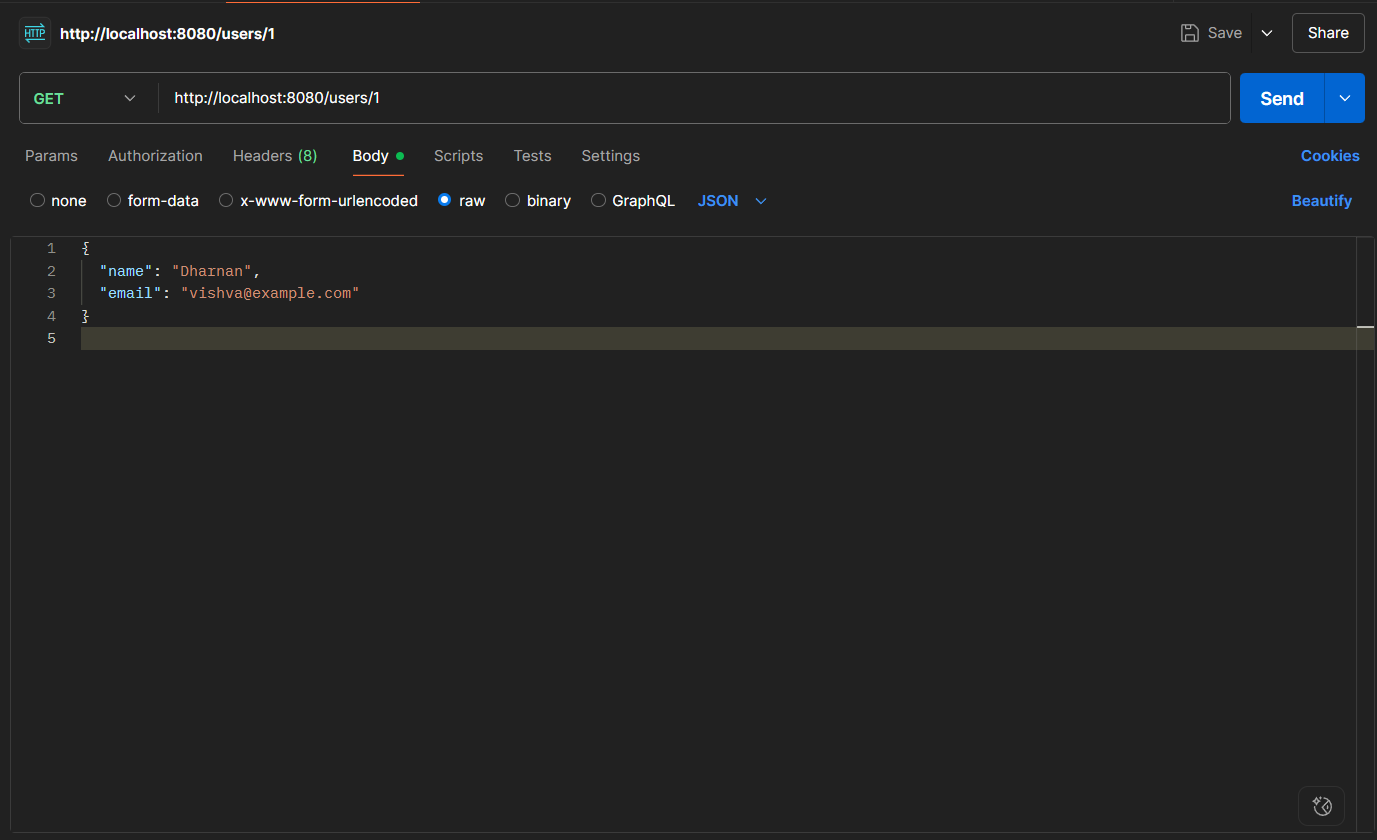 HTTP http://localhost:8080/users/1 Save Share
GET http://localhost:8080/users/1 Send
Params Authorization Headers (8) Body Scripts Tests Settings Cookies
none form-data x-www-form-urlencoded raw binary GraphQL JSON Beautify
1 {
2 "name": "Dharnan",
3 "email": "vishva@example.com"
4 }
5